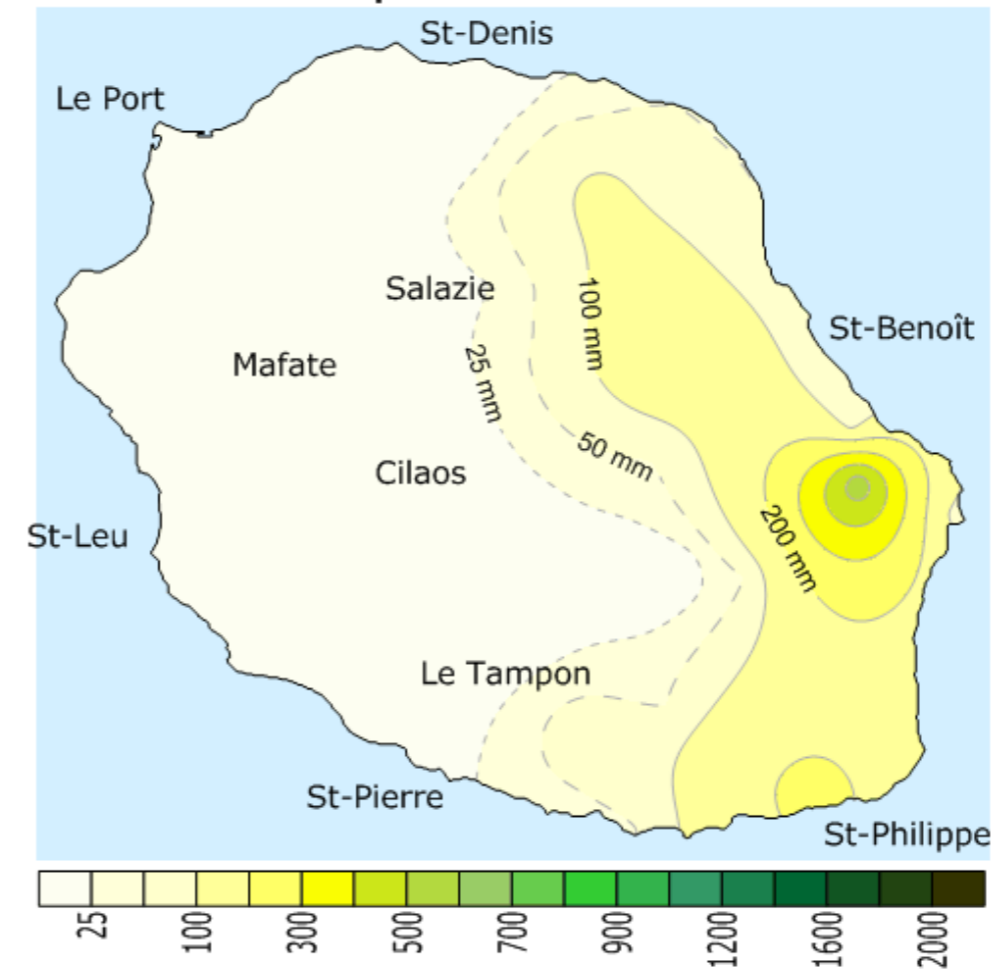 St-Denis
Le Port
Salazie
100 mm
St-Benoît
Mafate
25 mm
50 mm
Cilaos
St-Leu
200 mm
Le Tampon
St-Pierre
St-Philippe
25 100 300 500 700 900 1200 1600 2000